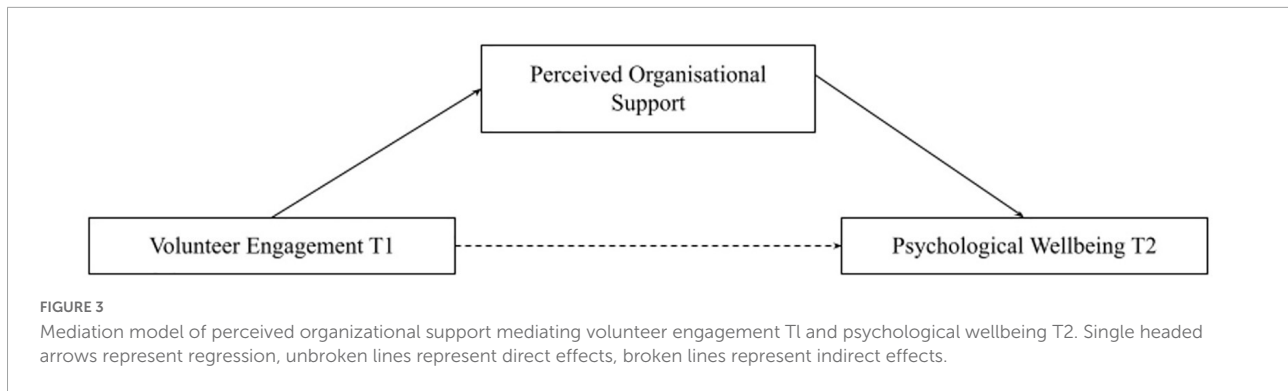 Perceived Organisational
Support
Volunteer Engagement T1
Psychological Wellbeing T2
FIGURE 3
Mediation model of perceived organizational support mediating volunteer engagement Tl and psychological wellbeing T2. Single headed
arrows represent regression, unbroken lines represent direct effects, broken lines represent indirect effects.